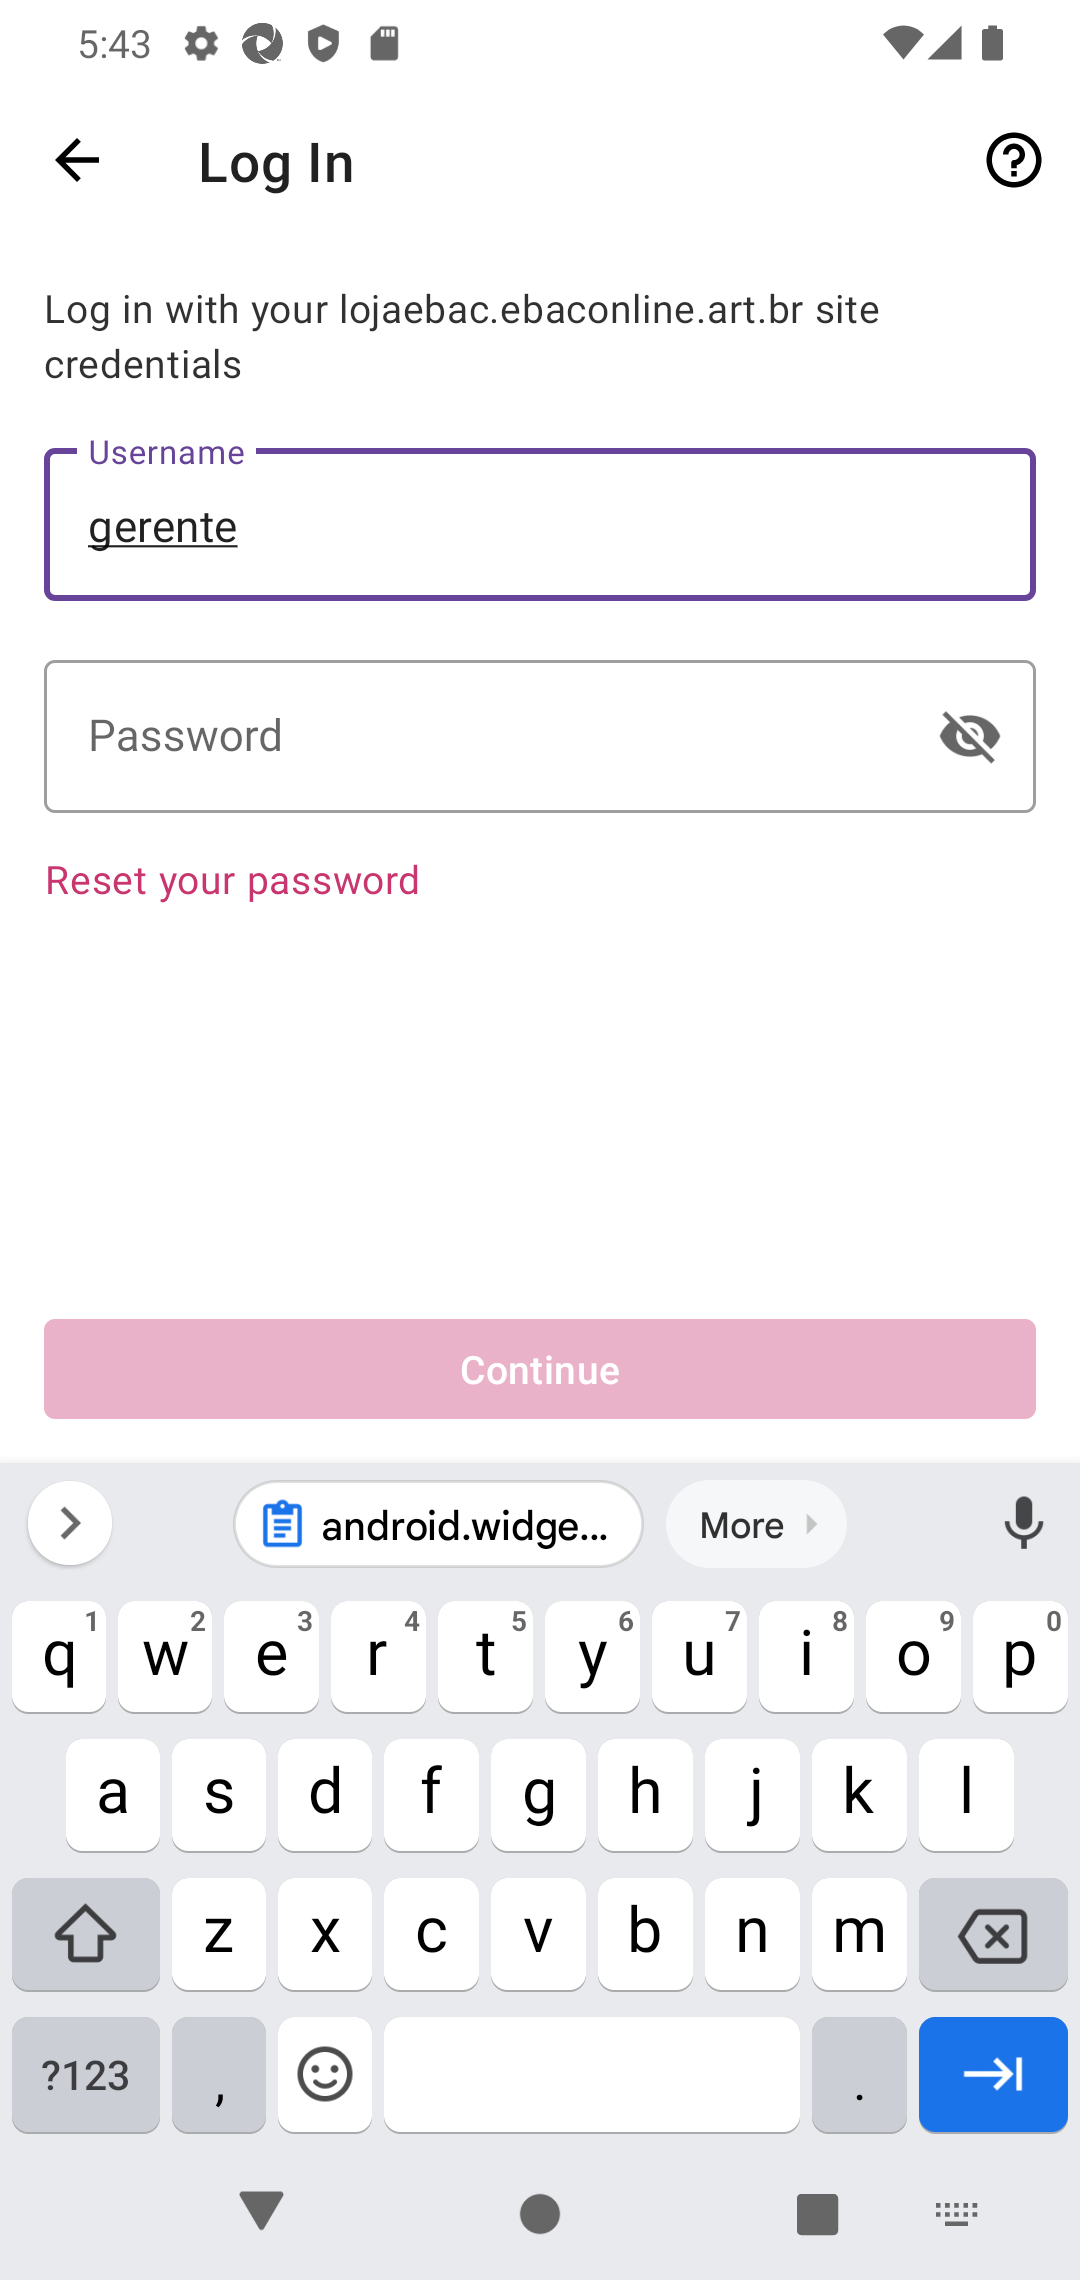 5:43
Log In
Log in with your lojaebac.ebaconline.art.br site
credentials
Username
gerente
Password
Reset your password
Continue
android.widge...
More
q 1 w 2 e 3 r 4 t 5 y 6 u 7 i 8 o 9 p 0
a s d f g h j k l
z x c v b n m
?123 , .